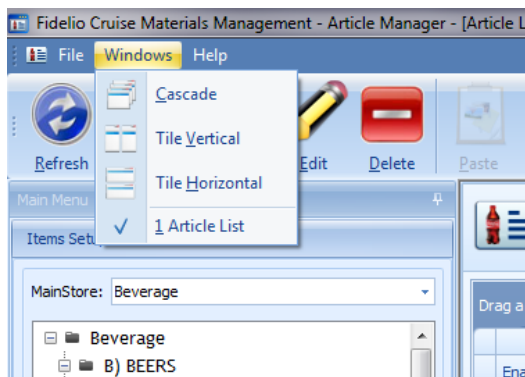 Fidelio Cruise Materials Management - Article Manager - [Article L
File Windows Help
Cascade
Tile Vertical
Tile Horizontal
1 Article List
Refresh Edit Delete Paste
Main Menu
Items Setu
MainStore: Beverage
Drag a
Beverage
B) BEERS
Ena